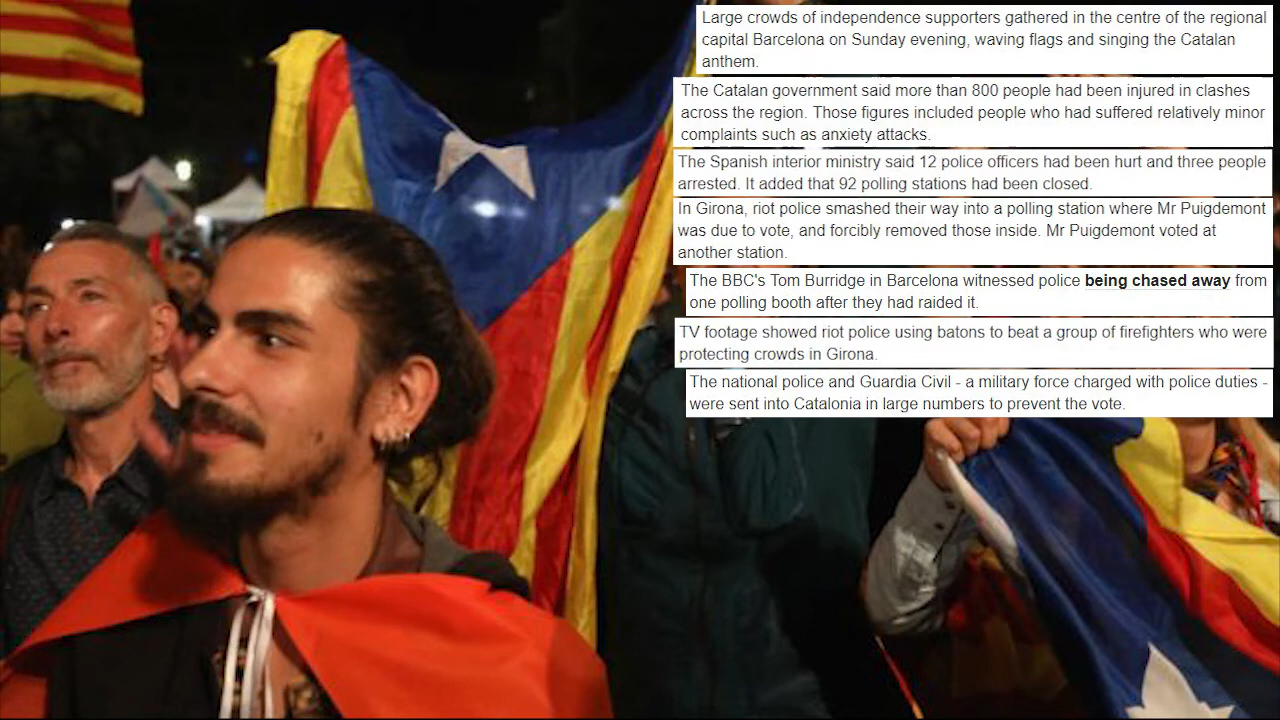 Large crowds of independence supporters gathered in the centre of the regional
capital Barcelona on Sunday evening, waving flags and singing the Catalan
anthem.
The Catalan government said more than 800 people had been injured in clashes
across the region. Those figures included people who had suffered relatively minor
complaints such as anxiety attacks.
The Spanish interior ministry said 12 police officers had been hurt and three people
arrested. It added that 92 polling stations had been closed.
In Girona, riot police smashed their way into a polling station where Mr Puigdemont
was due to vote, and forcibly removed those inside. Mr Puigdemont voted at
another station.
The BBC's Tom Burridge in Barcelona witnessed police being chased away from
one polling booth after they had raided it.
TV footage showed riot police using batons to beat a group of firefighters who were
protecting crowds in Girona.
The national police and Guardia Civil - a military force charged with police duties -
were sent into Catalonia in large numbers to prevent the vote.